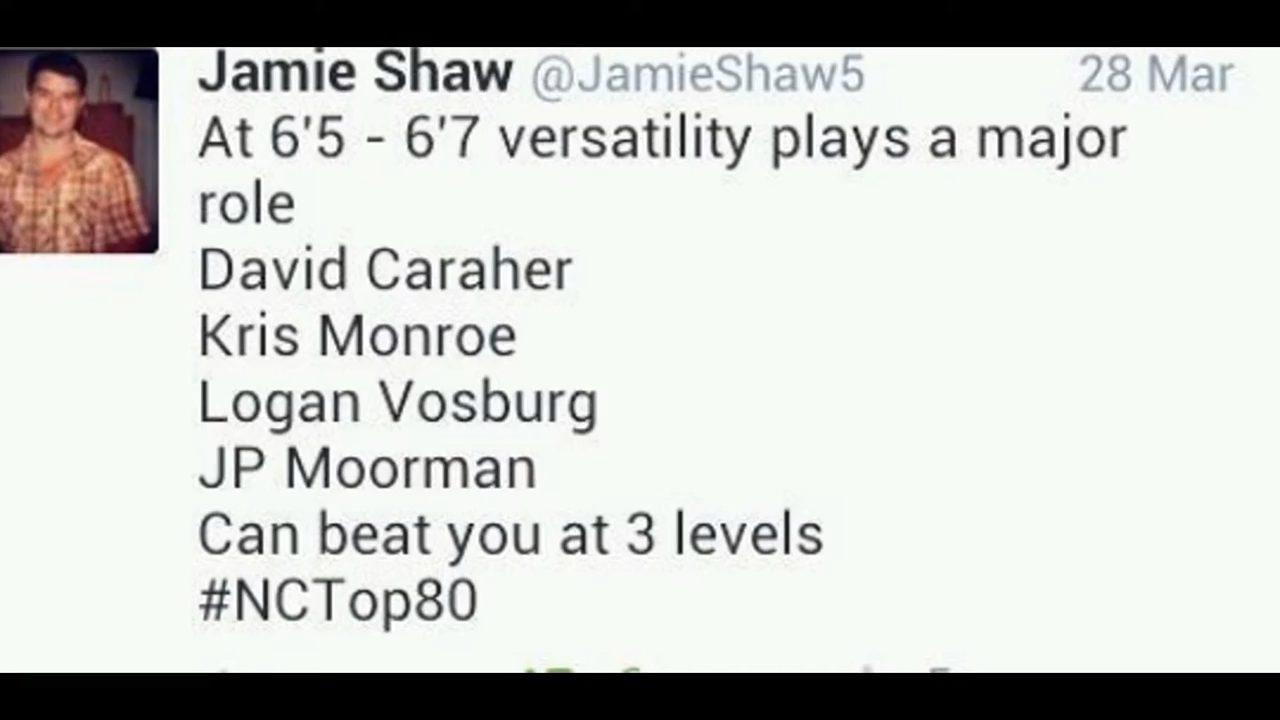 Jamie Shaw @JamieShaw5 28 Mar
At 6'5 - 6'7 versatility plays a major
role
David Caraher
Kris Monroe
Logan Vosburg
JP Moorman
Can beat you at 3 levels
#NCTop80